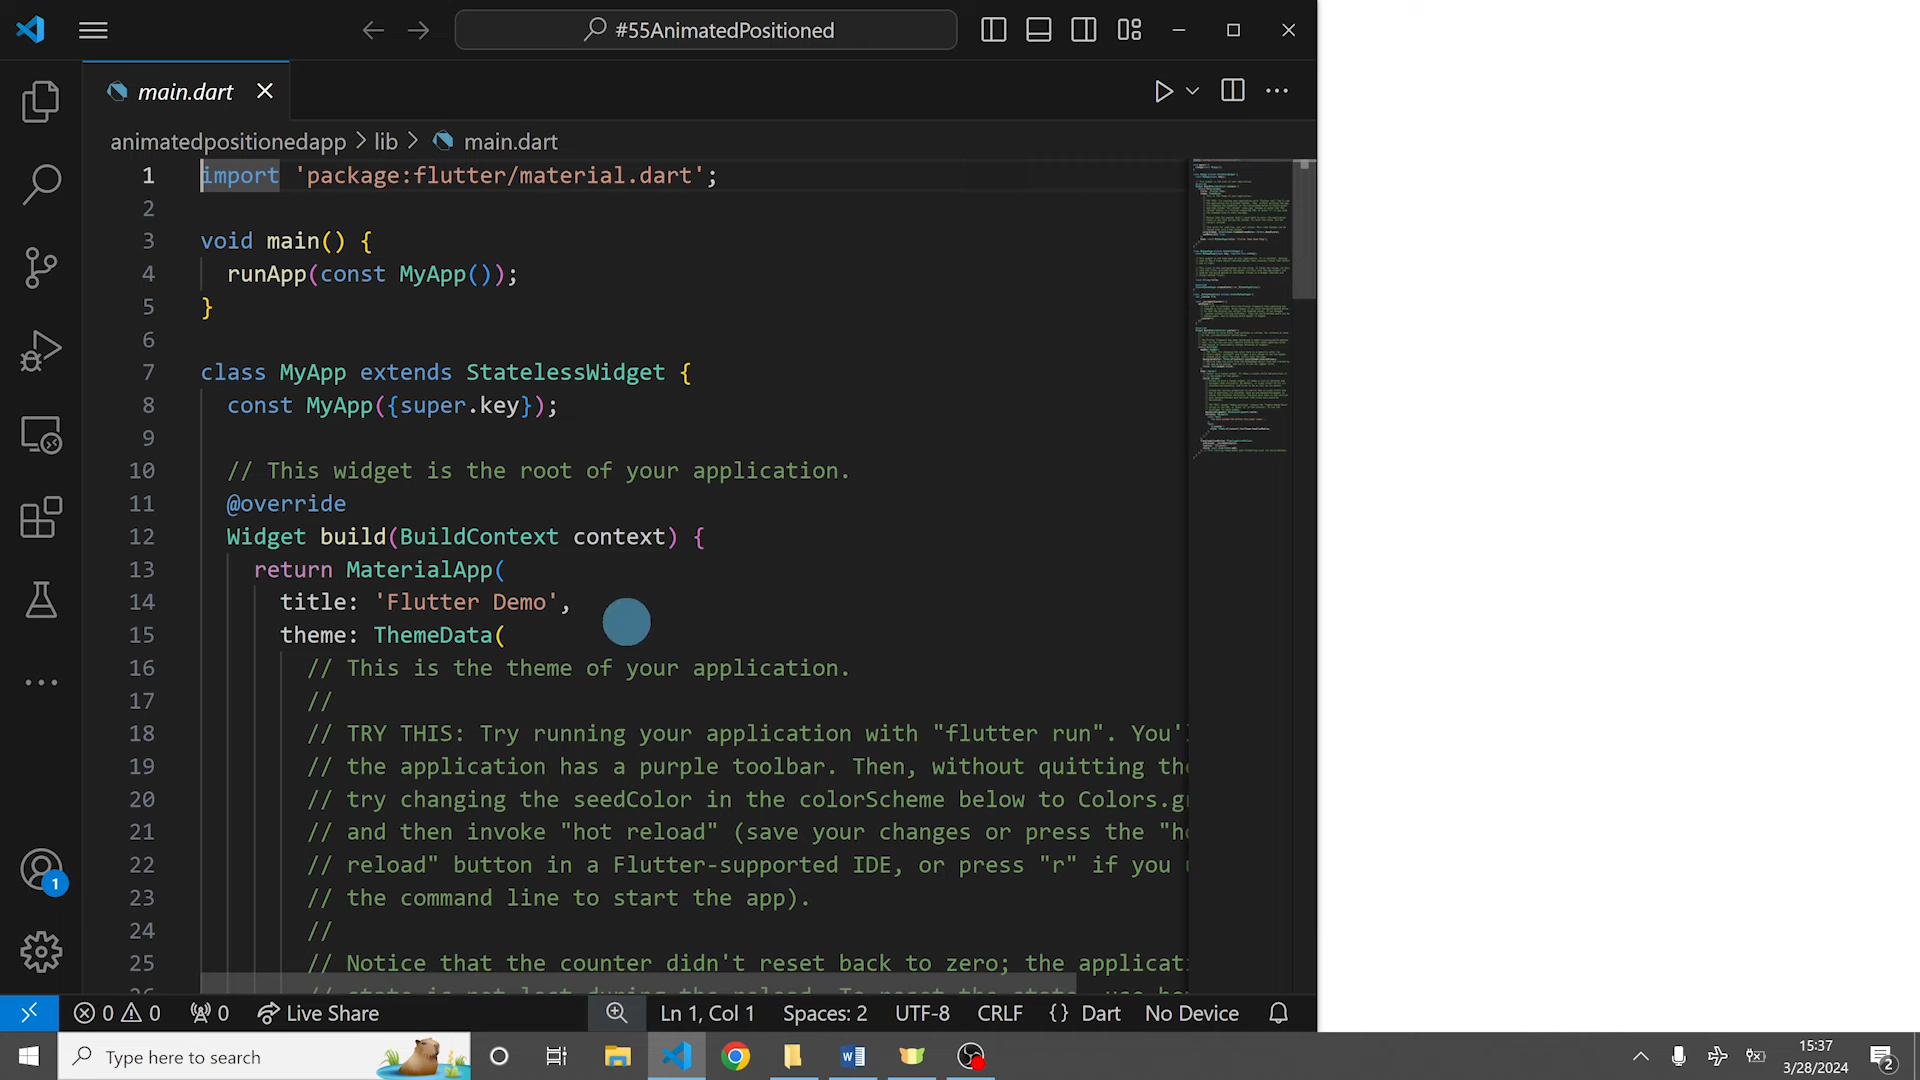 #55AnimatedPositioned
main.dart
animatedpositionedapp > lib > main.dart
1 import 'package:flutter/material.dart';
2
3 void main() {
4 runApp(const MyApp());
5 }
6
7 class MyApp extends StatelessWidget {
8 const MyApp({super.key});
9
10 // This widget is the root of your application.
11 @override
12 Widget build(BuildContext context) {
13 return MaterialApp(
14 title: 'Flutter Demo',
15 theme: ThemeData(
16 // This is the theme of your application.
17 //
18 // TRY THIS: Try running your application with "flutter run". You'
19 // the application has a purple toolbar. Then, without quitting the
20 // try changing the seedColor in the colorScheme below to Colors.g
21 // and then invoke "hot reload" (save your changes or press the "h
22 // reload" button in a Flutter-supported IDE, or press "r" if you
23 // the command line to start the app).
24 //
25 // Notice that the counter didn't reset back to zero; the applicat
0 0 0 Live Share Ln 1, Col 1 Spaces: 2 UTF-8 CRLF {} Dart No Device
1
Type here to search
15:37
3/28/2024
2